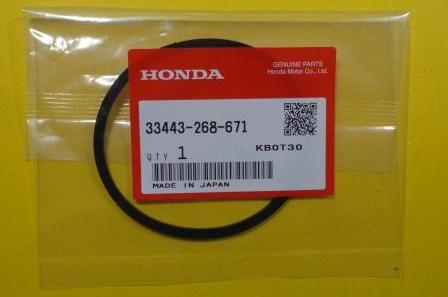 HONDA
GENUINE PARTS
Honda Motor Co., Ltd.
33443-268-671
QTY 1
KB0T30
MADE IN JAPAN